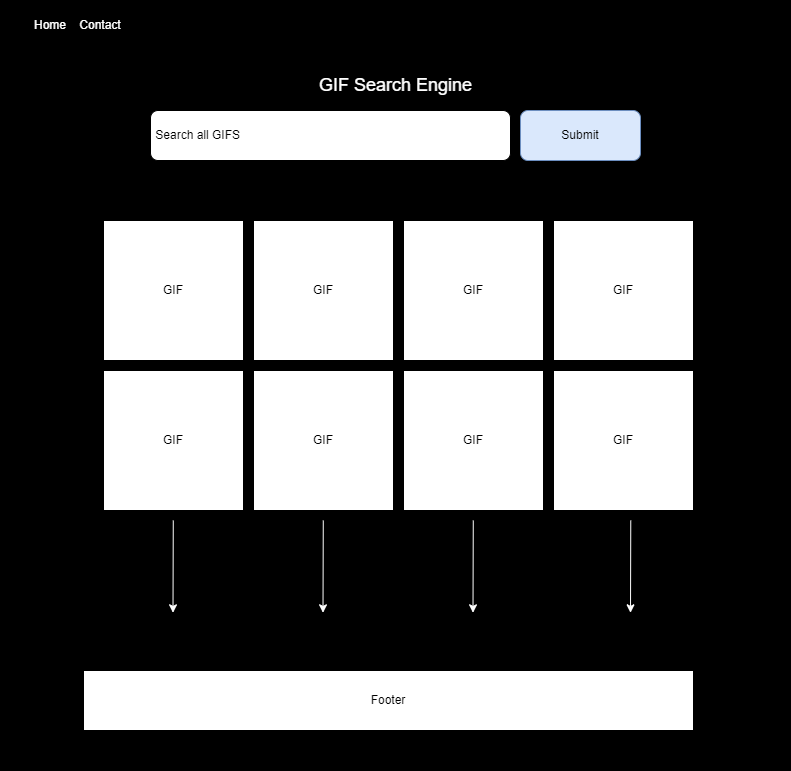 Home Contact
GIF Search Engine
Search all GIFS Submit
GIF GIF GIF GIF
GIF GIF GIF GIF
Footer